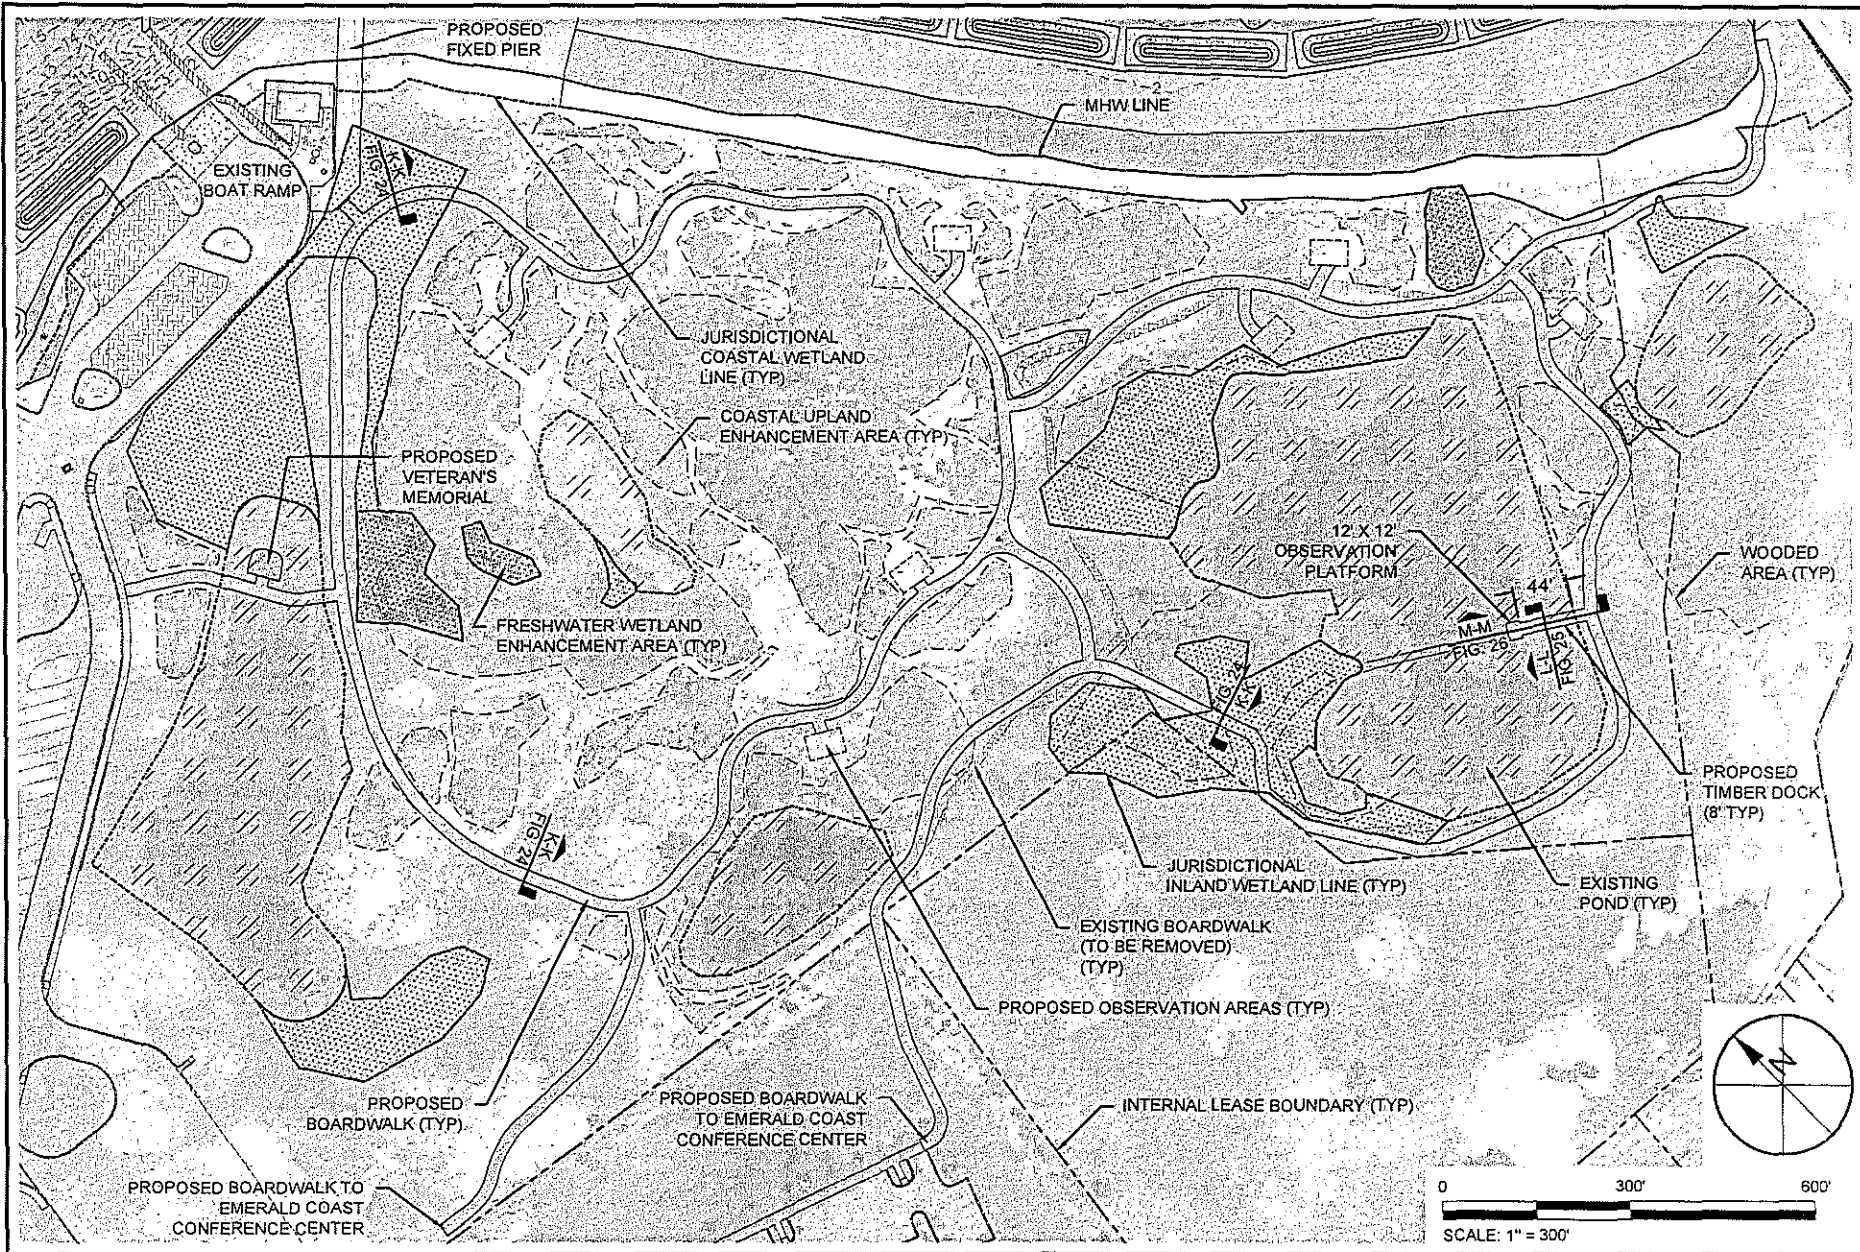 PROPOSED
FIXED PIER
MHW LINE
-2
EXISTING
BOAT RAMP
K-K
FIG. 24
JURISDICTIONAL
COASTAL WETLAND
LINE (TYP)
COASTAL UPLAND
ENHANCEMENT AREA (TYP)
PROPOSED
VETERAN'S
MEMORIAL
12' X 12'
OBSERVATION
PLATFORM
44'
WOODED
AREA (TYP)
FRESHWATER WETLAND
ENHANCEMENT AREA (TYP)
M-M
FIG. 26
L-L
FIG. 25
FIG. 24
K-K
PROPOSED
TIMBER DOCK
(8' TYP)
K-K
FIG. 24
JURISDICTIONAL
INLAND WETLAND LINE (TYP)
EXISTING
POND (TYP)
EXISTING BOARDWALK
(TO BE REMOVED)
(TYP)
PROPOSED OBSERVATION AREAS (TYP)
PROPOSED
BOARDWALK (TYP)
PROPOSED BOARDWALK
TO EMERALD COAST
CONFERENCE CENTER
INTERNAL LEASE BOUNDARY (TYP)
N
PROPOSED BOARDWALK TO
EMERALD COAST
CONFERENCE CENTER
0 300' 600'
SCALE: 1" = 300'